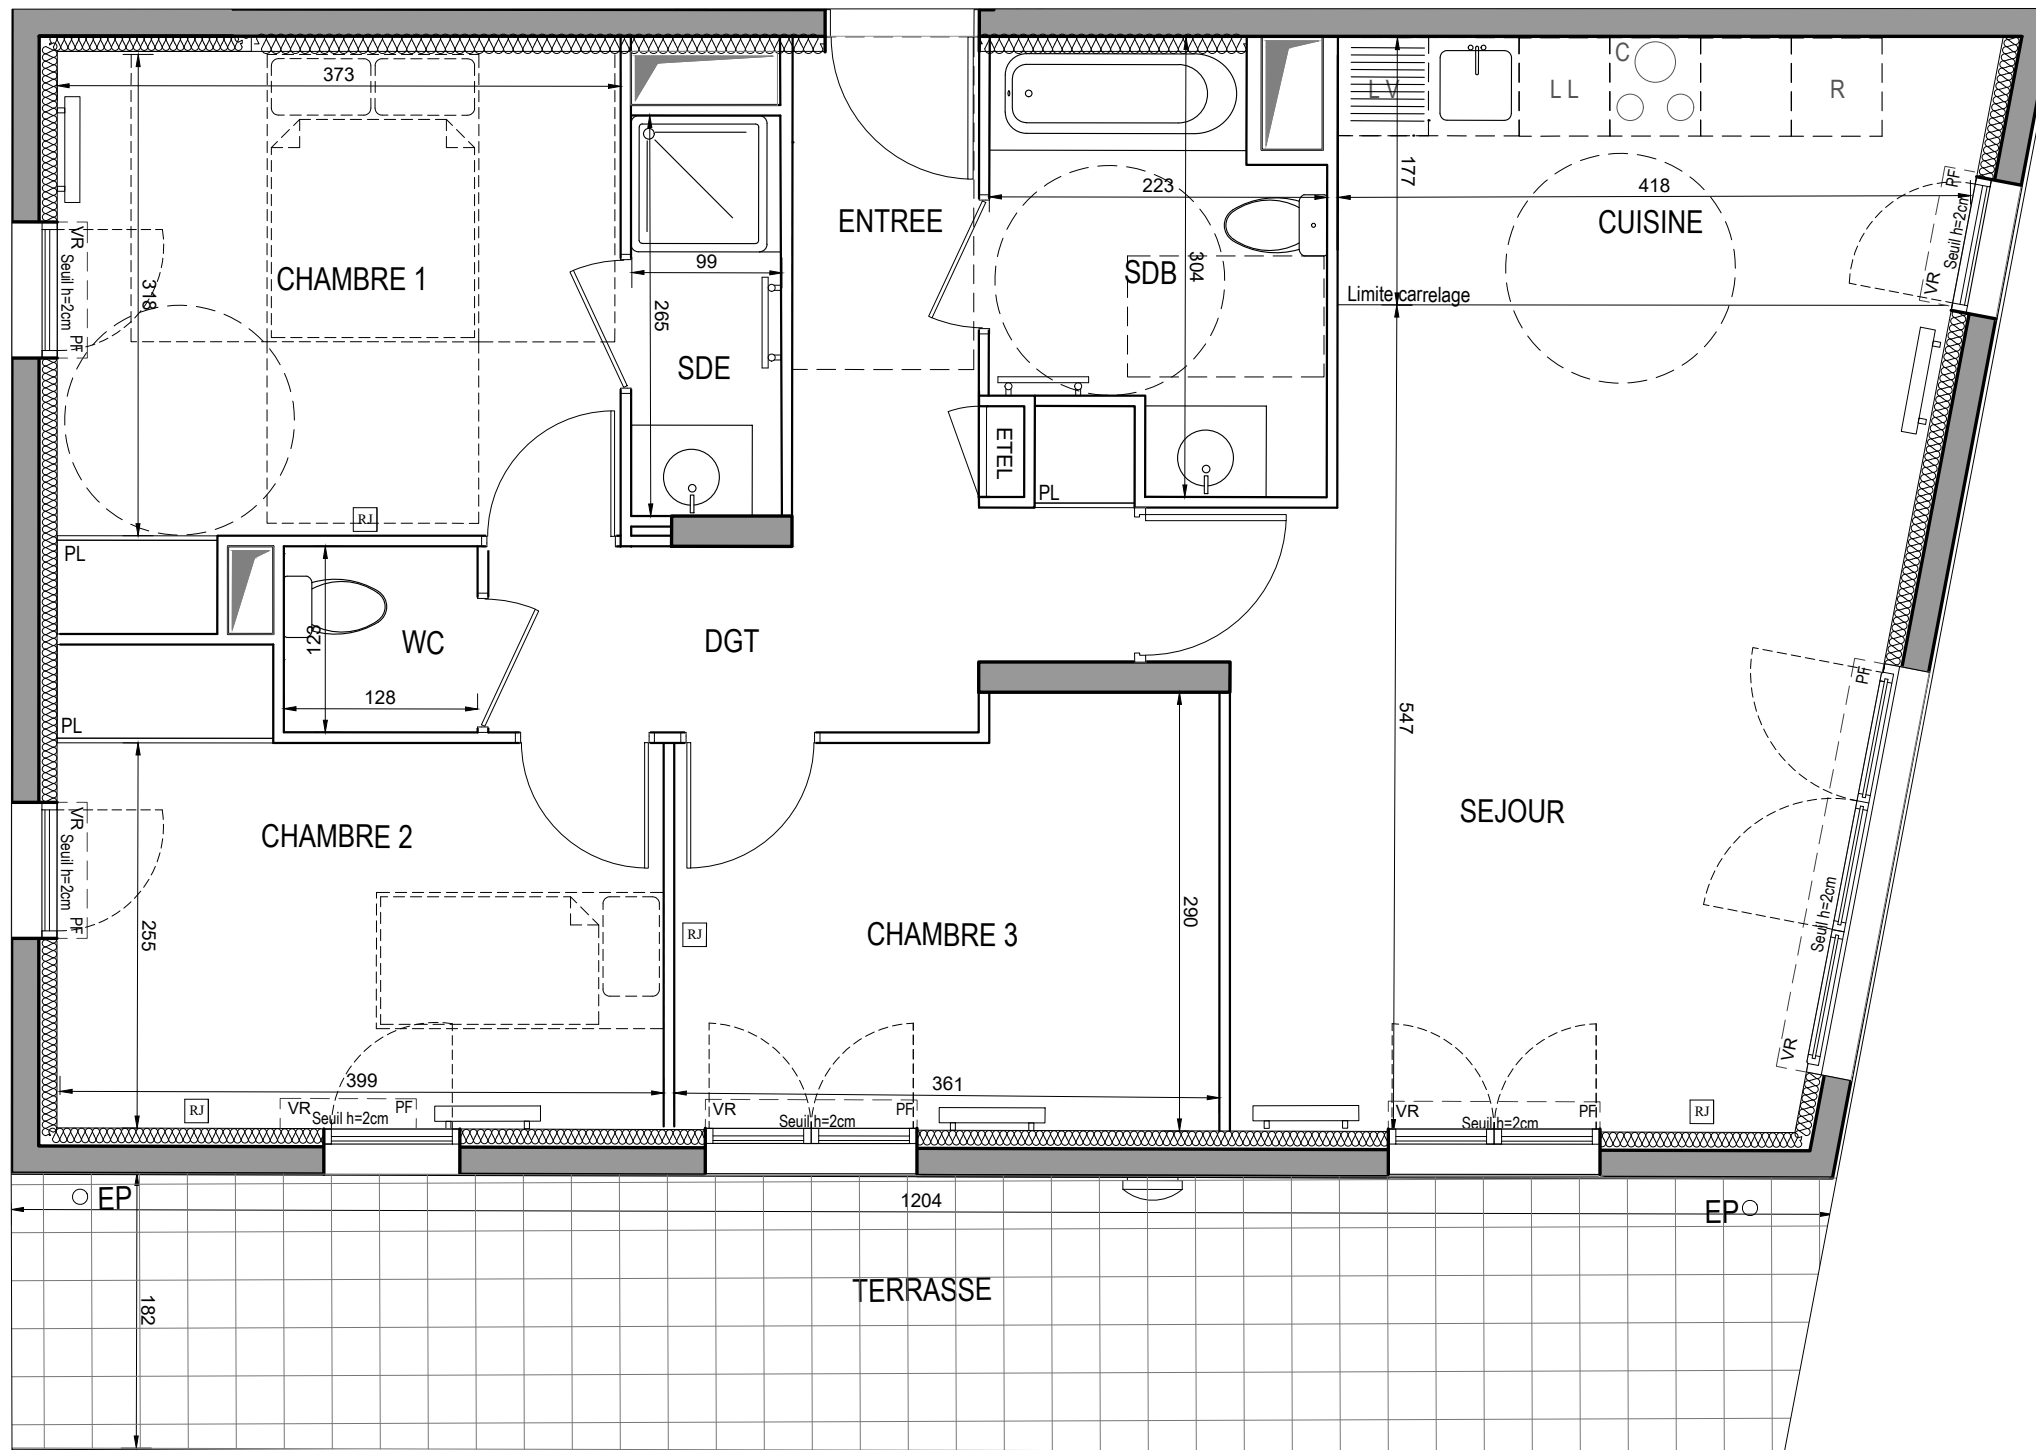 373
C
LV
LL
R
177
223
418
PF
ENTREE
CUISINE
Seuil h=2cm
VR
CHAMBRE 1
VR
Seuil h=2cm
PF
318
99
265
SDB
304
VR
Limite carrelage
SDE
ETEL
PL
RJ
PL
123
WC
DGT
128
PL
PF
547
SEJOUR
VR
Seuil h=2cm
PF
CHAMBRE 2
255
RJ
CHAMBRE 3
290
Seuil h=2cm
VR
399
361
RJ
VR
Seuil h=2cm
PF
VR
Seuil h=2cm
PF
VR
Seuil h=2cm
PF
RJ
EP
1204
EP
TERRASSE
182